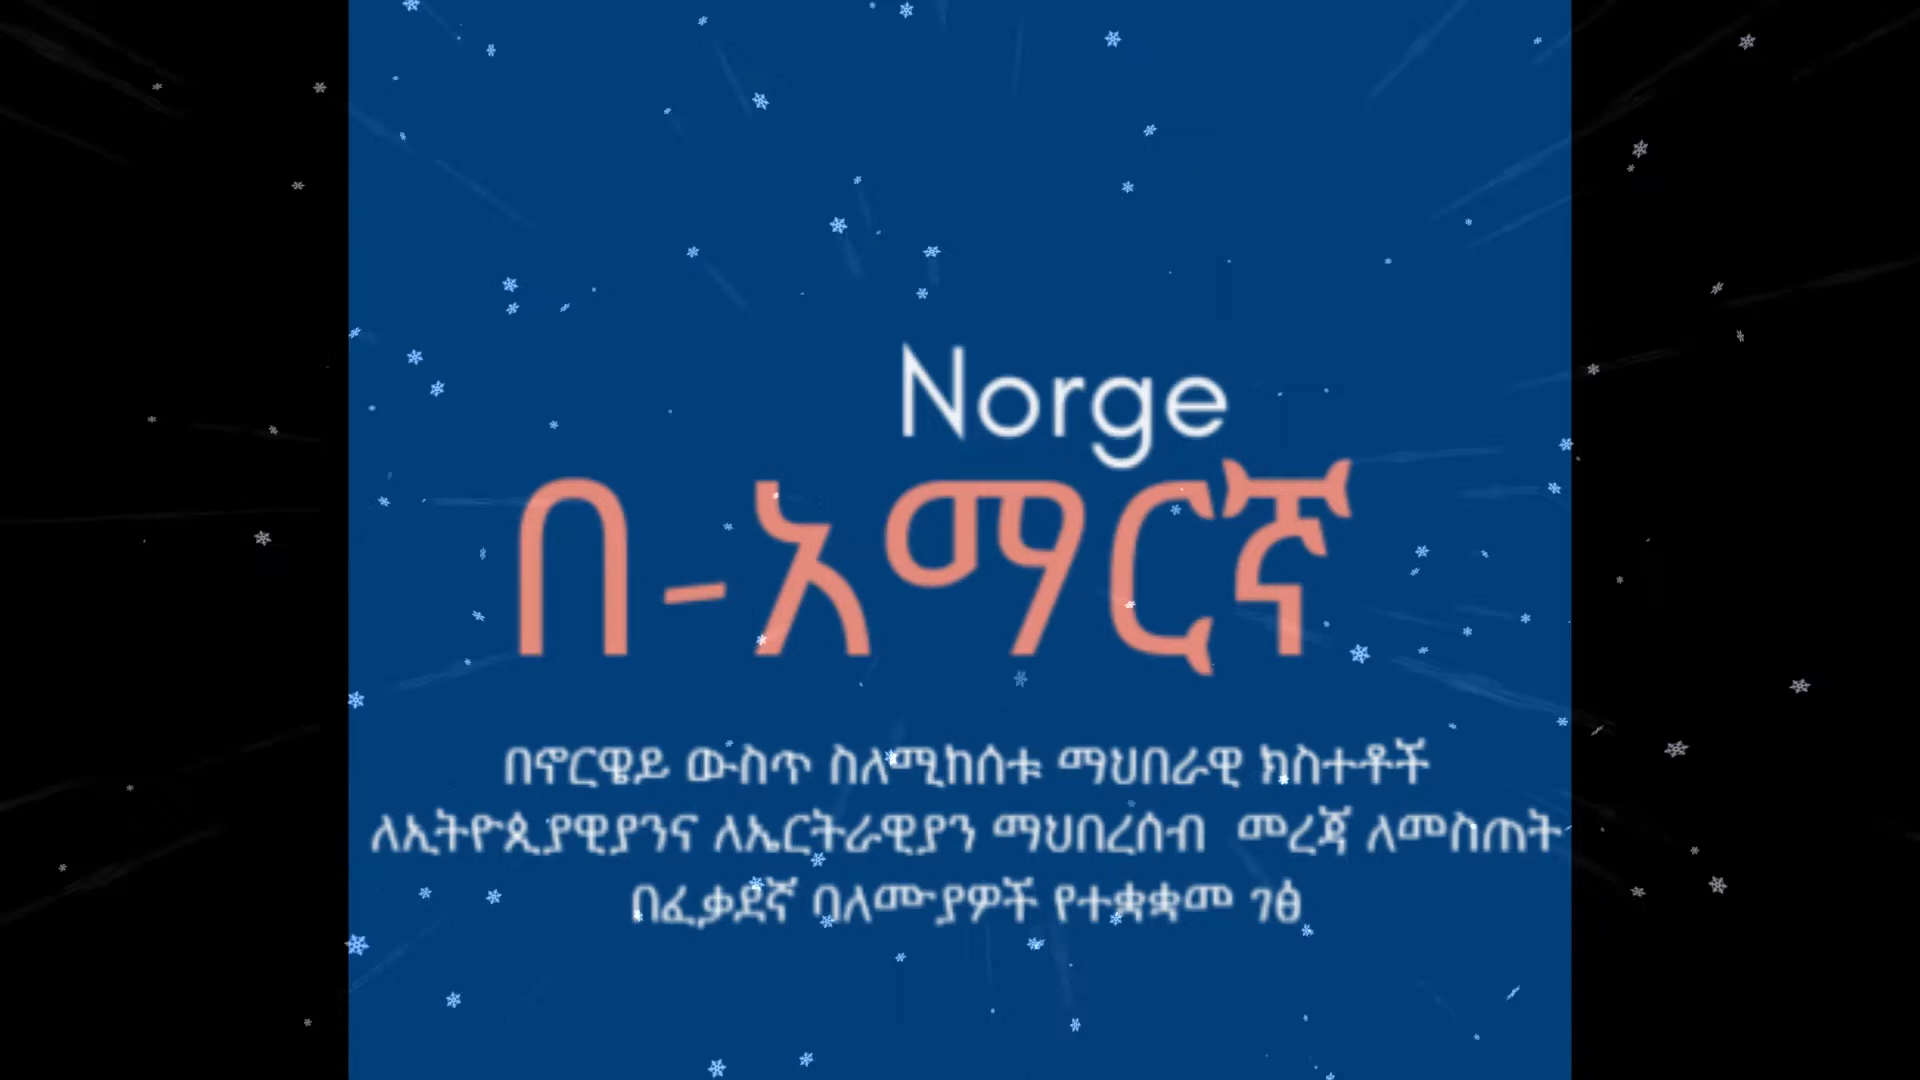 Norge
በ-አማርኛ
በኖርዌይ ውስጥ ስለሚከሰቱ ማህበራዊ ክስተቶች
ለኢትዮጲያዊያንና ለኤርትራዊያን ማህበረሰብ መረጃ ለመስጠት
በፈቃደኛ ባለሙያዎች የተቋቋመ ገፅ